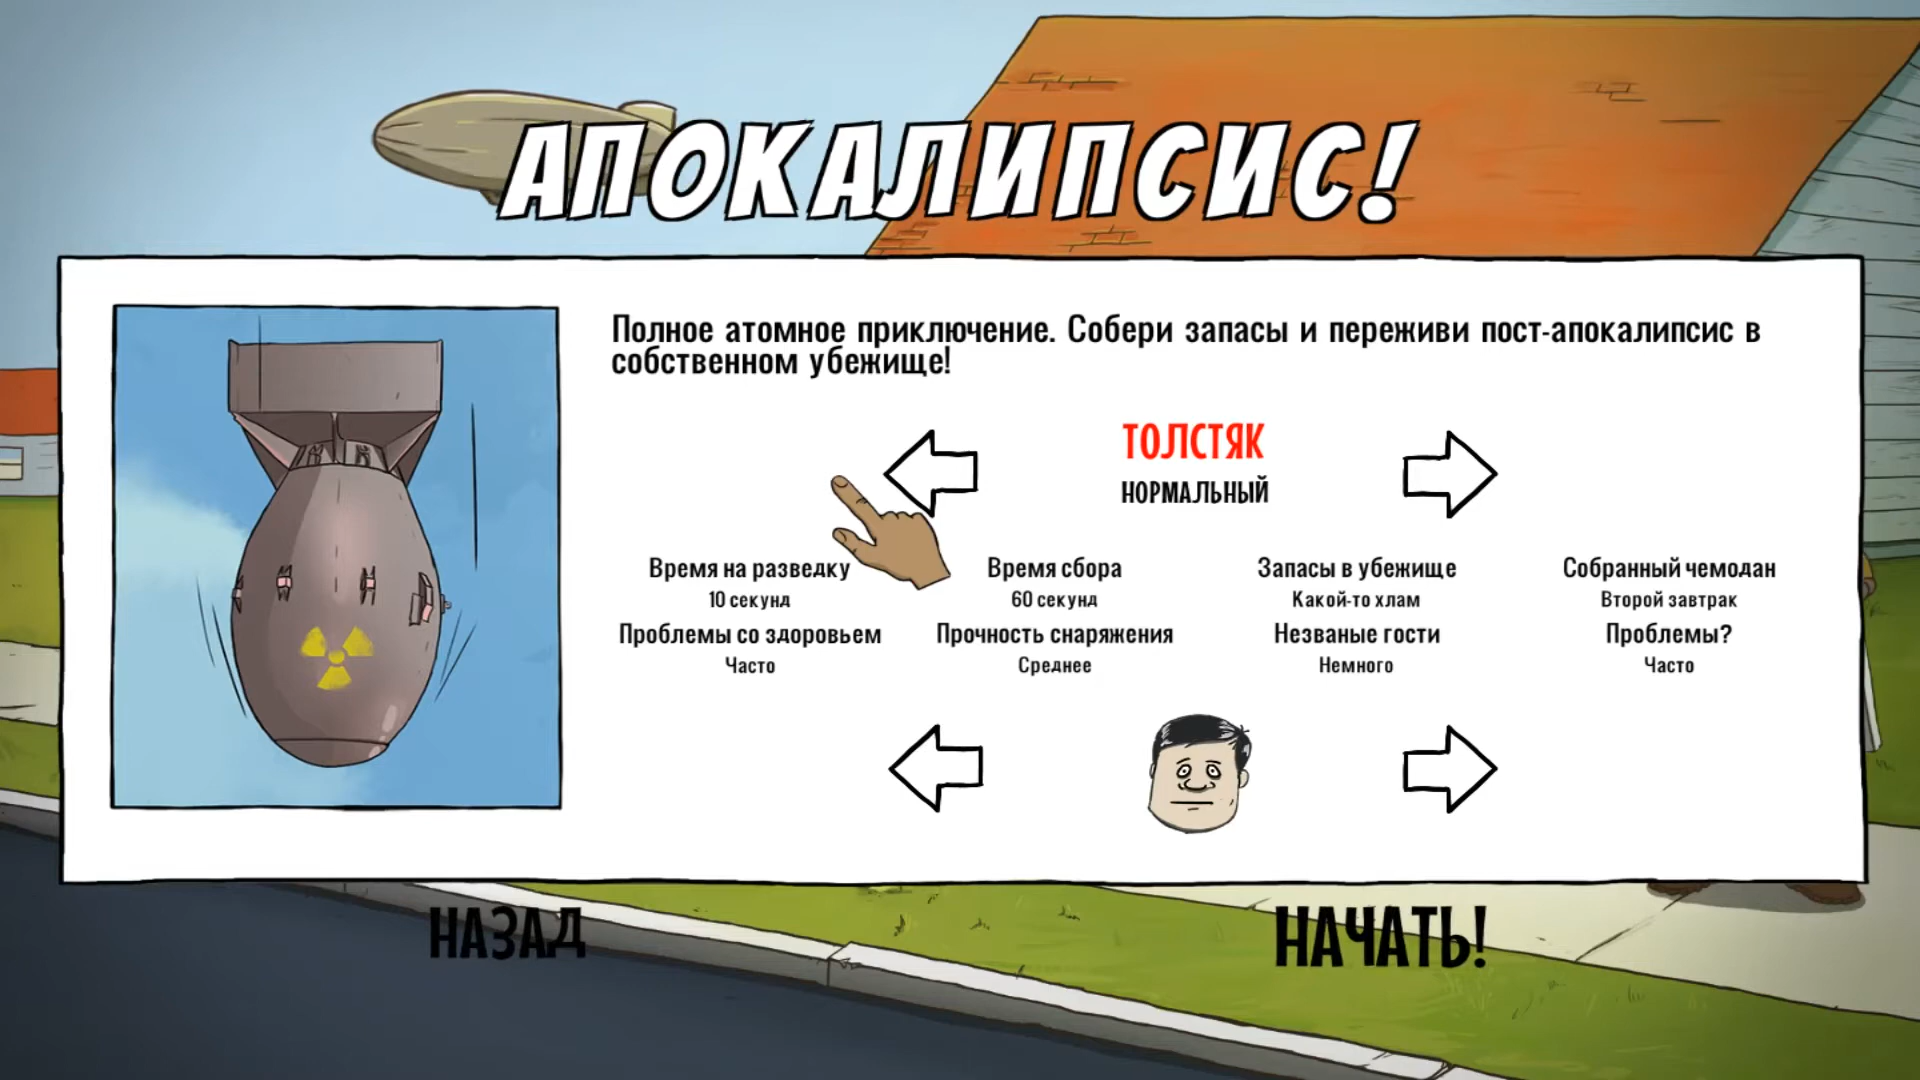 АПОКАЛИПСИС!
Полное атомное приключение. Собери запасы и переживи пост-апокалипсис в
собственном убежище!
ТОЛСТЯК
НОРМАЛЬНЫЙ
Время на разведку
10 секунд
Время сбора
60 секунд
Запасы в убежище
Какой-то хлам
Собранный чемодан
Второй завтрак
Проблемы со здоровьем
Часто
Прочность снаряжения
Среднее
Незваные гости
Немного
Проблемы?
Часто
НАЗАД
НАЧАТЬ!